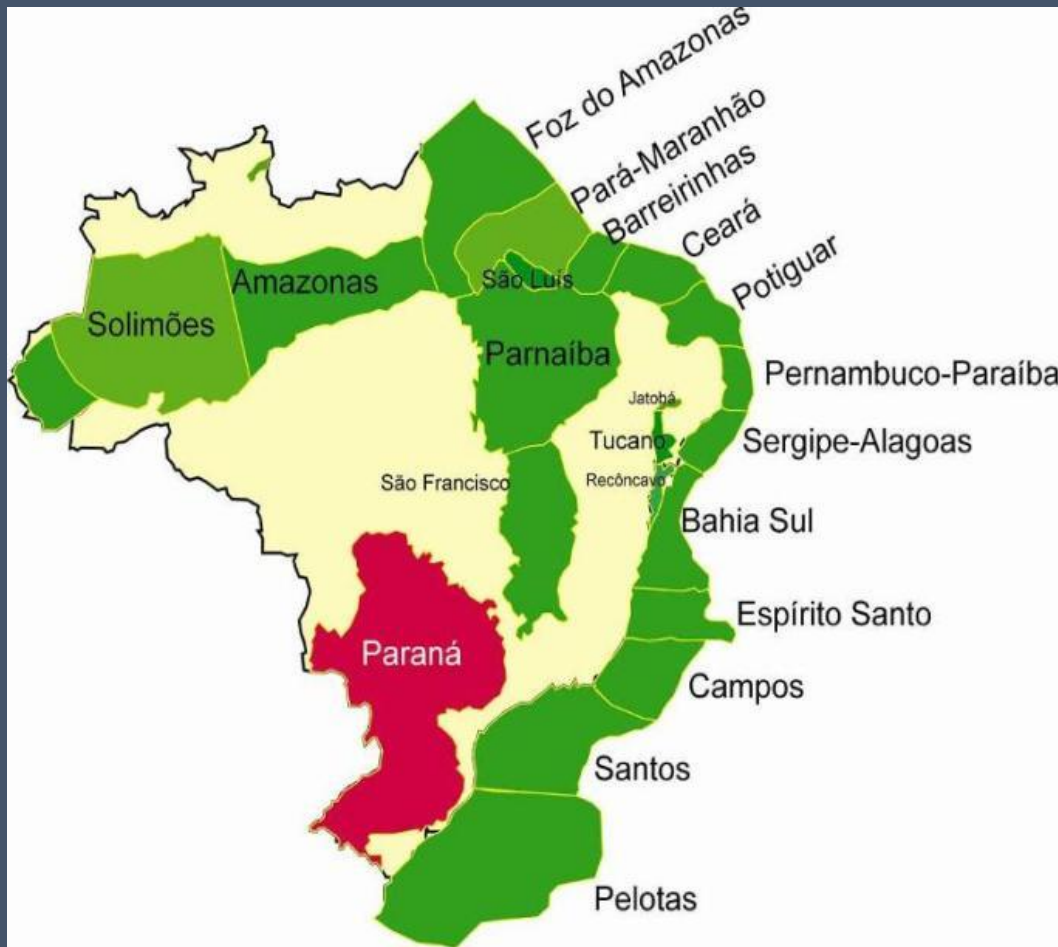 Foz do Amazonas
Pará-Maranhão
Barreirinhas
Ceará
Potiguar
Amazonas
São Luís
Solimões
Parnaíba
Pernambuco-Paraíba
Jatobá
Tucano
Sergipe-Alagoas
São Francisco
Recôncavo
Bahia Sul
Espírito Santo
Paraná
Campos
Santos
Pelotas